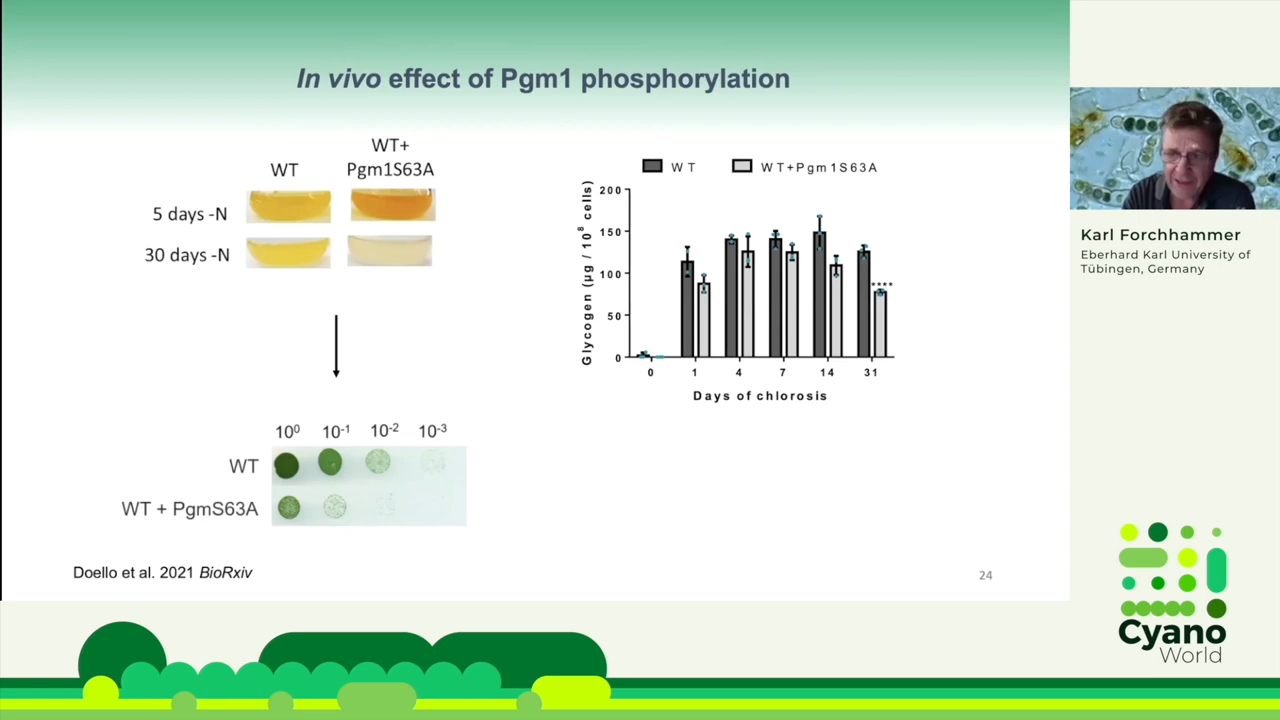 In vivo effect of Pgm1 phosphorylation
WT
WT+
Pgm1S63A
5 days -N
30 days -N
10⁰ 10⁻¹ 10⁻² 10⁻³
WT
WT + PgmS63A
Doello et al. 2021 BioRxiv
WT WT+Pgm1S63A
Glycogen (µg / 10⁸ cells)
200
150
100
50
0
****
0 1 4 7 14 31
Days of chlorosis
24
Karl Forchhammer
Eberhard Karl University of
Tübingen, Germany
Cyano
World